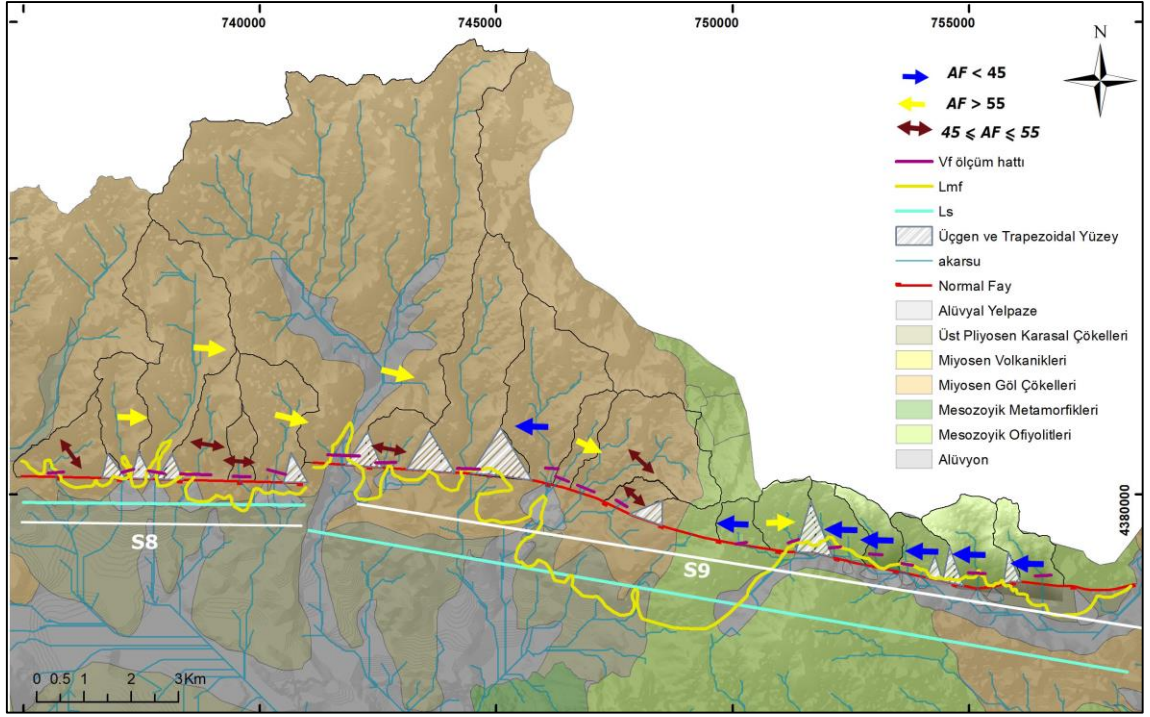 740000
745000
750000
755000
N
AF < 45
AF > 55
45 ⩽ AF ⩽ 55
Vf ölçüm hattı
Lmf
Ls
Üçgen ve Trapezoidal Yüzey
akarsu
Normal Fay
Alüvyal Yelpaze
Üst Pliyosen Karasal Çökelleri
Miyosen Volkanikleri
Miyosen Göl Çökelleri
Mesozoyik Metamorfikleri
Mesozoyik Ofiyolitleri
Alüvyon
4380000
S8
S9
0 0.5 1 2 3Km